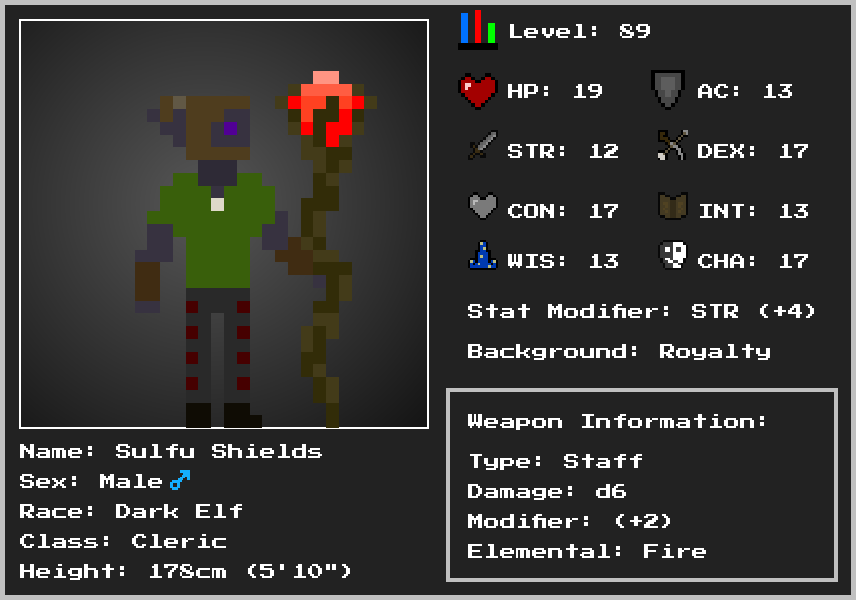 Level: 89
HP: 19 AC: 13
STR: 12 DEX: 17
CON: 17 INT: 13
WIS: 13 CHA: 17
Stat Modifier: STR (+4)
Background: Royalty
Weapon Information:
Type: Staff
Damage: d6
Modifier: (+2)
Elemental: Fire
Name: Sulfu Shields
Sex: Male♂
Race: Dark Elf
Class: Cleric
Height: 178cm (5'10")